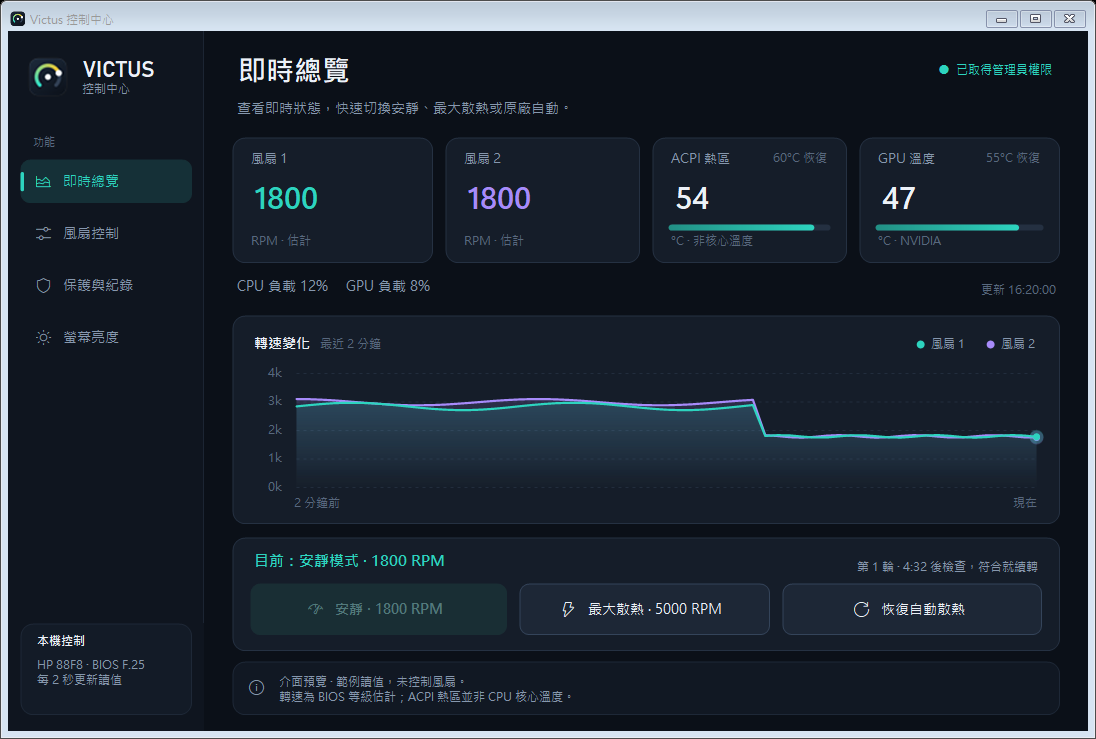 Victus 控制中心
VICTUS
控制中心
功能
即時總覽
風扇控制
保護與紀錄
螢幕亮度
本機控制
HP 88F8 · BIOS F.25
每 2 秒更新讀值
即時總覽
已取得管理員權限
查看即時狀態，快速切換安靜、最大散熱或原廠自動。
風扇 1
1800
RPM · 估計
風扇 2
1800
RPM · 估計
ACPI 熱區 60°C 恢復
54
°C · 非核心溫度
GPU 溫度 55°C 恢復
47
°C · NVIDIA
CPU 負載 12% GPU 負載 8%
更新 16:20:00
轉速變化 最近 2 分鐘
風扇 1 風扇 2
4k
3k
2k
1k
0k
2 分鐘前 現在
目前：安靜模式 · 1800 RPM
第 1 輪 · 4:32 後檢查，符合就續轉
安靜 · 1800 RPM
最大散熱 · 5000 RPM
恢復自動散熱
介面預覽 · 範例讀值，未控制風扇。
轉速為 BIOS 等級估計；ACPI 熱區並非 CPU 核心溫度。